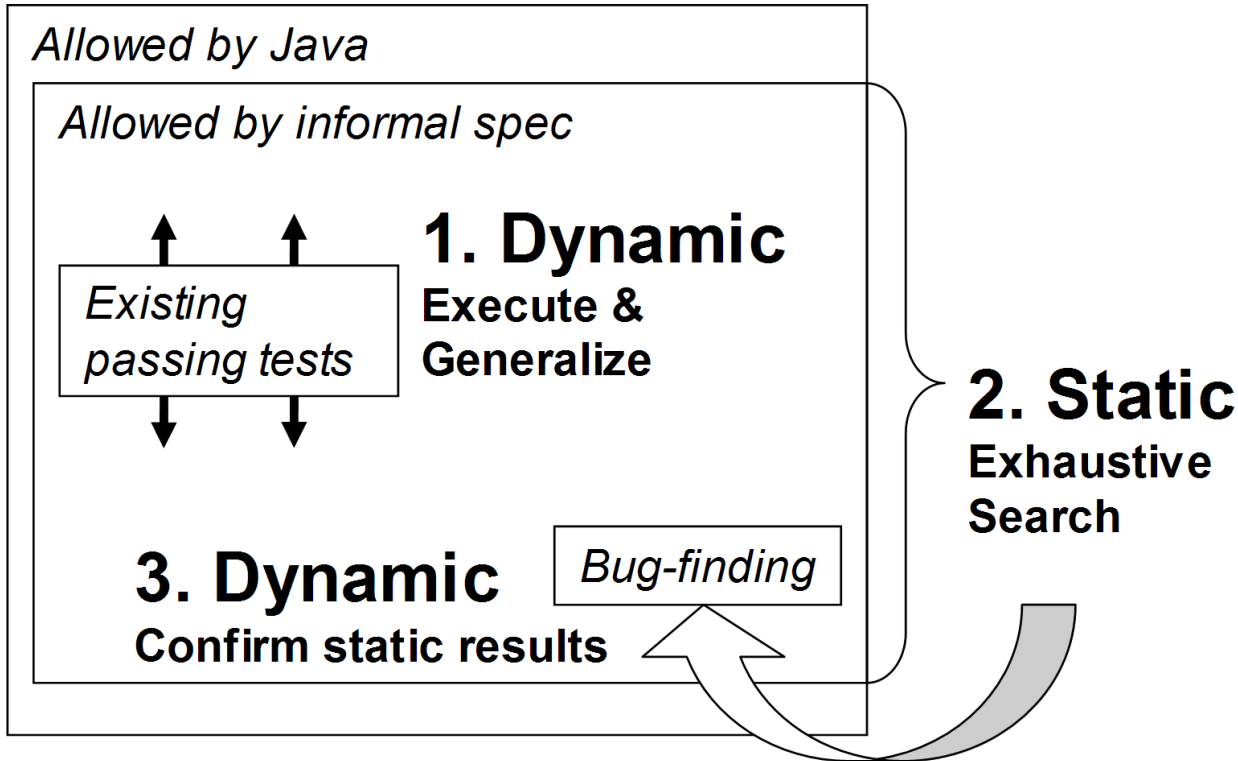 Allowed by Java
Allowed by informal spec
1. Dynamic
Execute &
Generalize
Existing
passing tests
2. Static
Exhaustive
Search
3. Dynamic
Confirm static results
Bug-finding